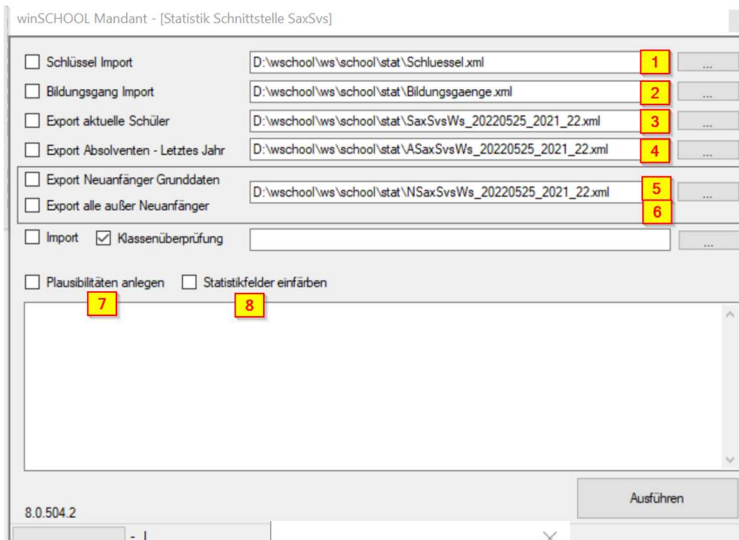 winSCHOOL Mandant - [Statistik Schnittstelle SaxSvs]
Schlüssel Import D:\wschool\ws\school\stat\Schluessel.xml 1 ...
Bildungsgang Import D:\wschool\ws\school\stat\Bildungsgaenge.xml 2 ...
Export aktuelle Schüler D:\wschool\ws\school\stat\SaxSvsWs_20220525_2021_22.xml 3 ...
Export Absolventen - Letztes Jahr D:\wschool\ws\school\stat\ASaxSvsWs_20220525_2021_22.xml 4 ...
Export Neuanfänger Grunddaten
D:\wschool\ws\school\stat\NSaxSvsWs_20220525_2021_22.xml 5 ...
Export alle außer Neuanfänger 6
Import Klassenüberprüfung ...
Plausibilitäten anlegen Statistikfelder einfärben
7 8
Ausführen
8.0.504.2